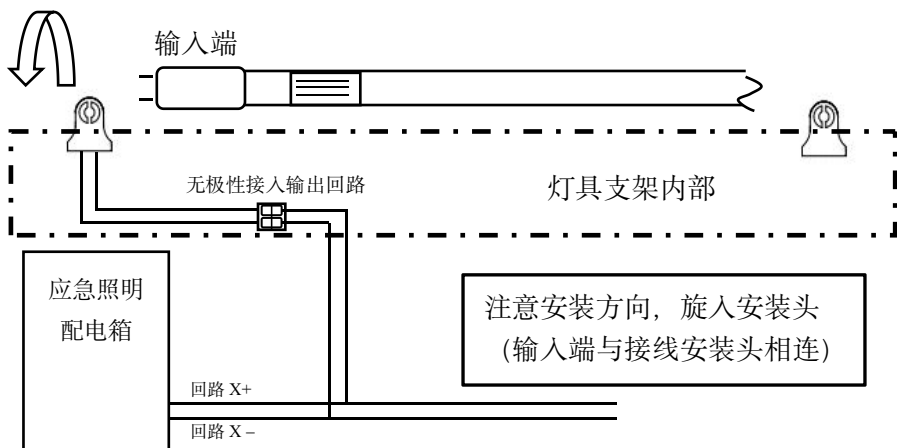 输入端
无极性接入输出回路
灯具支架内部
应急照明
配电箱
注意安装方向，旋入安装头
（输入端与接线安装头相连）
回路 X+
回路 X－